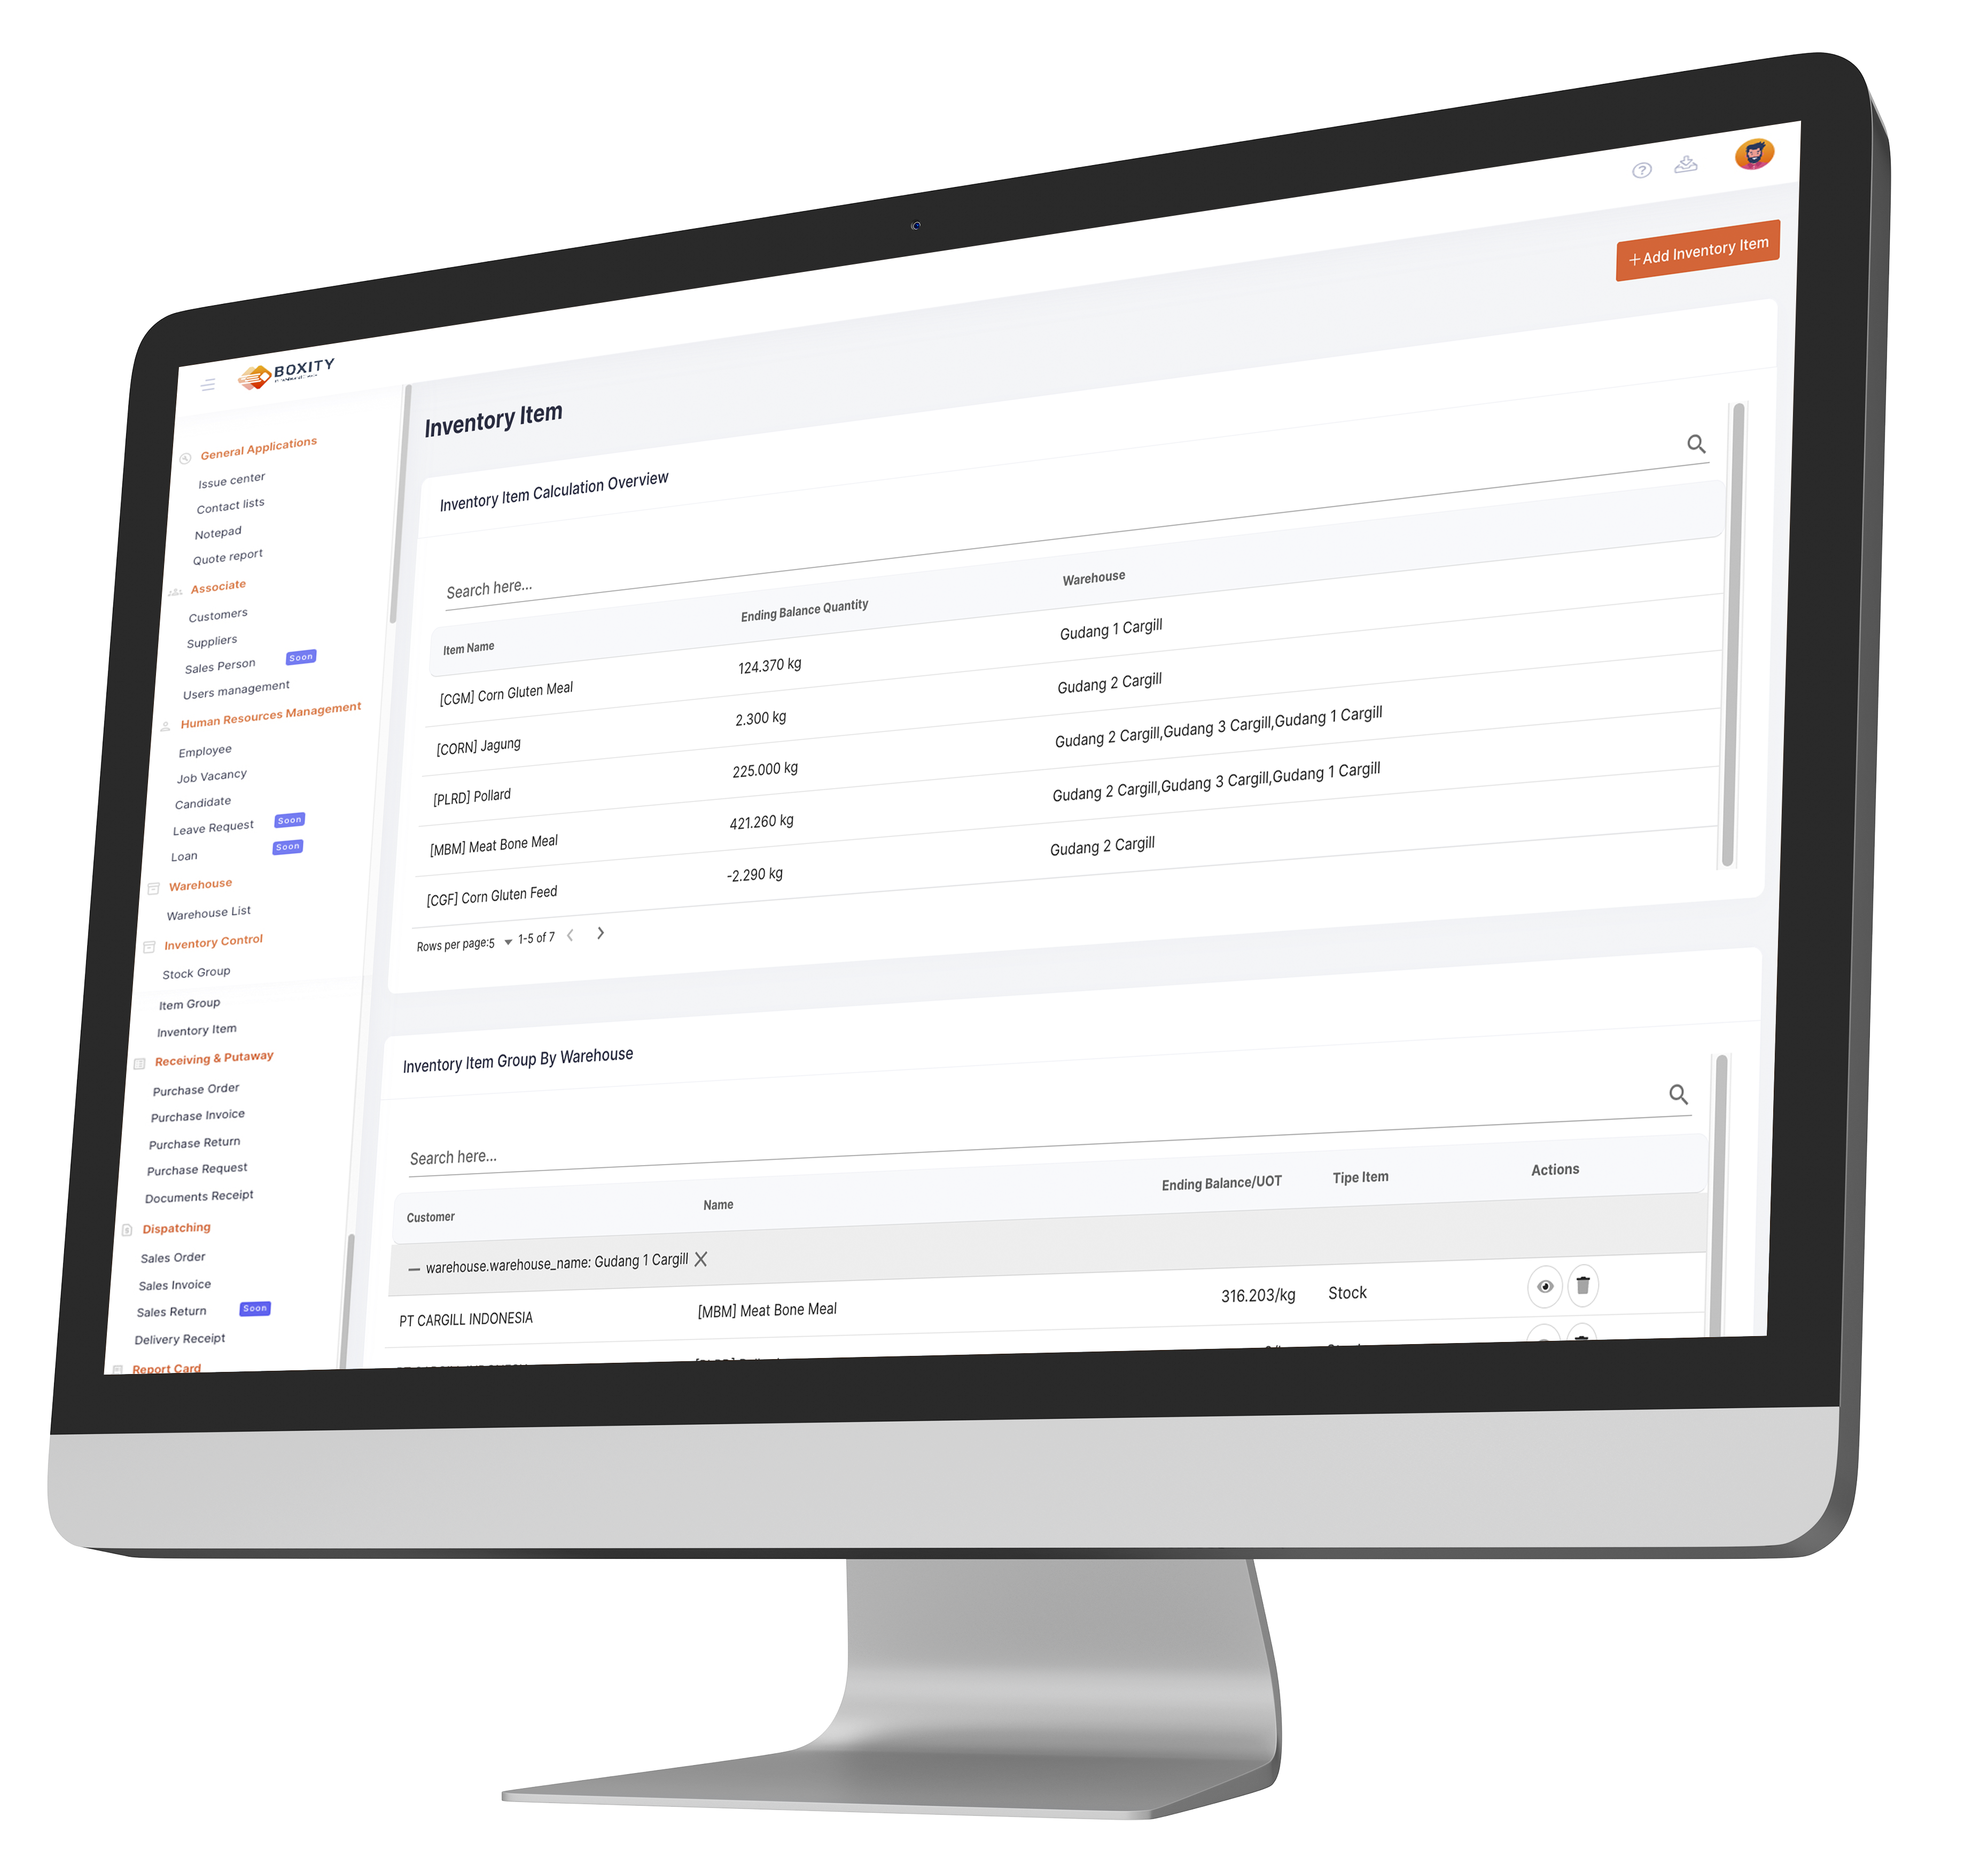 BOXITY
+Add Inventory Item
General Applications
Issue center
Contact lists
Notepad
Quote report
Associate
Customers
Suppliers
Sales Person Soon
Users management
Human Resources Management
Employee
Job Vacancy
Candidate
Leave Request Soon
Loan Soon
Warehouse
Warehouse List
Inventory Control
Stock Group
Item Group
Inventory Item
Receiving & Putaway
Purchase Order
Purchase Invoice
Purchase Return
Purchase Request
Documents Receipt
Dispatching
Sales Order
Sales Invoice
Sales Return Soon
Delivery Receipt
Report Card
Inventory Item
Inventory Item Calculation Overview
Search here...
Item Name Ending Balance Quantity Warehouse
[CGM] Corn Gluten Meal 124.370 kg Gudang 1 Cargill
[CORN] Jagung 2.300 kg Gudang 2 Cargill
[PLRD] Pollard 225.000 kg Gudang 2 Cargill,Gudang 3 Cargill,Gudang 1 Cargill
[MBM] Meat Bone Meal 421.260 kg Gudang 2 Cargill,Gudang 3 Cargill,Gudang 1 Cargill
[CGF] Corn Gluten Feed -2.290 kg Gudang 2 Cargill
Rows per page:5 1-5 of 7
Inventory Item Group By Warehouse
Search here...
Customer Name Ending Balance/UOT Tipe Item Actions
warehouse.warehouse_name: Gudang 1 Cargill
PT CARGILL INDONESIA [MBM] Meat Bone Meal 316.203/kg Stock